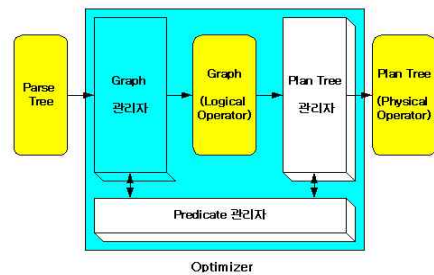 Parse
Tree
Graph
관리자
Graph
(Logical
Operator)
Plan Tree
관리자
Plan Tree
(Physical
Operator)
Predicate 관리자
Optimizer